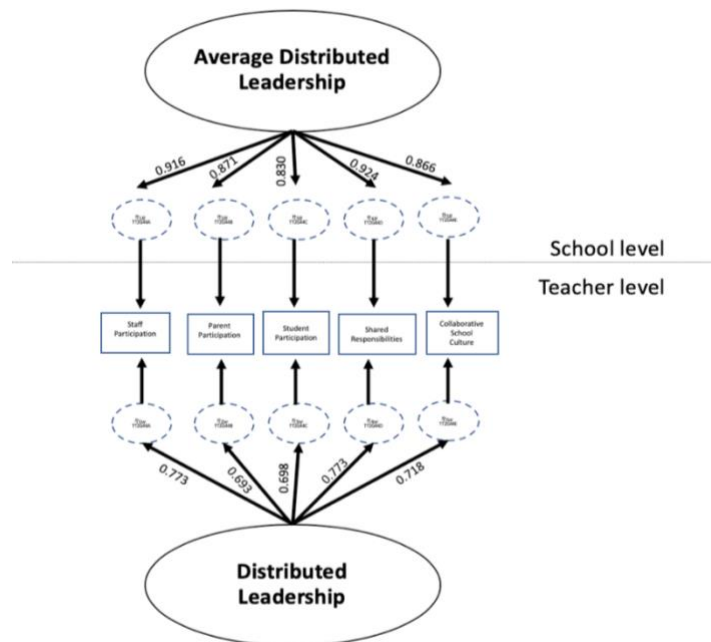 Average Distributed
Leadership
0.916
0.871
0.830
0.924
0.866
School level
Teacher level
Staff
Participation
Parent
Participation
Student
Participation
Shared
Responsibilities
Collaborative
School
Culture
0.773
0.693
0.698
0.773
0.718
Distributed
Leadership